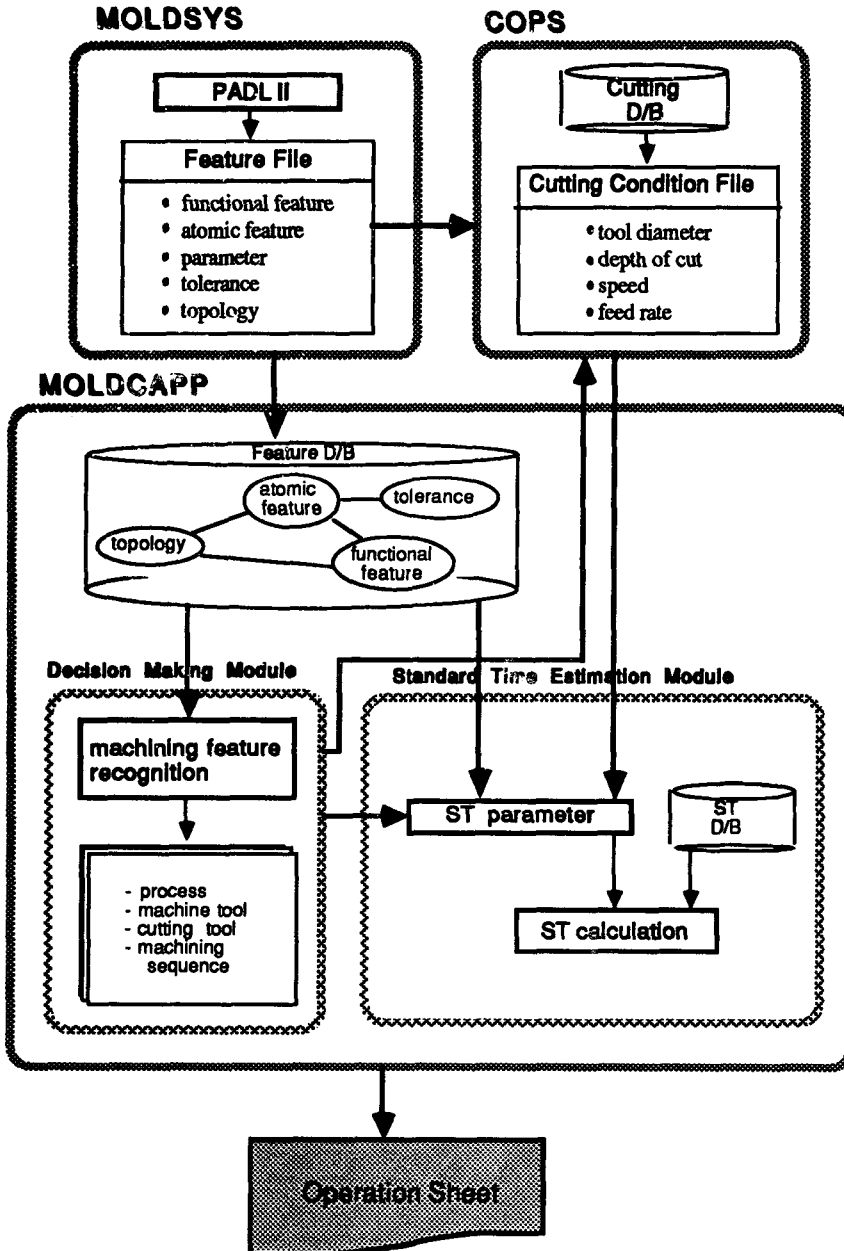 MOLDSYS
PADL II
Feature File
• functional feature
• atomic feature
• parameter
• tolerance
• topology
COPS
Cutting
D/B
Cutting Condition File
• tool diameter
• depth of cut
• speed
• feed rate
MOLDCAPP
Feature D/B
atomic
feature
tolerance
topology
functional
feature
Decision Making Module
machining feature
recognition
- process
- machine tool
- cutting tool
- machining
sequence
Standard Time Estimation Module
ST parameter
ST
D/B
ST calculation
Operation Sheet